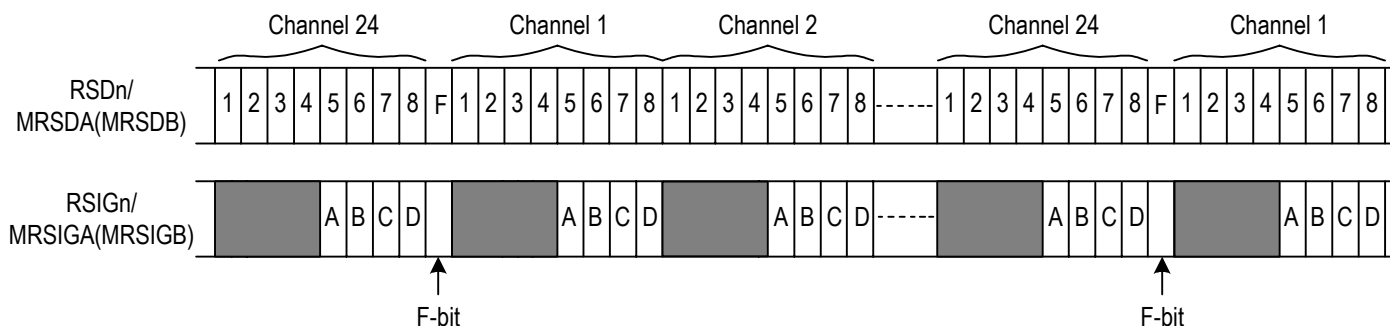 Channel 24 Channel 1 Channel 2 Channel 24 Channel 1
RSDn/
MRSDA(MRSDB)
1 2 3 4 5 6 7 8 F 1 2 3 4 5 6 7 8 1 2 3 4 5 6 7 8 1 2 3 4 5 6 7 8 F 1 2 3 4 5 6 7 8
RSIGn/
MRSIGA(MRSIGB)
A B C D A B C D A B C D A B C D A B C D
F-bit F-bit